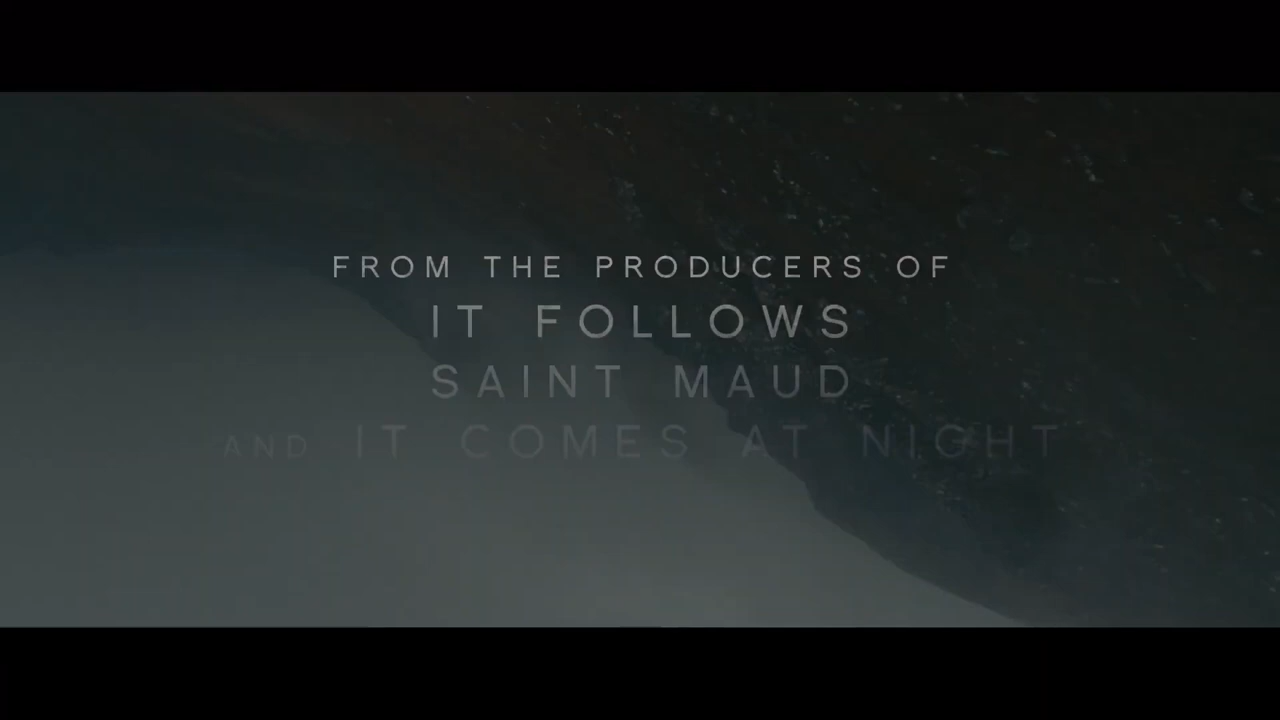 FROM THE PRODUCERS OF
IT FOLLOWS
SAINT MAUD
AND IT COMES AT NIGHT